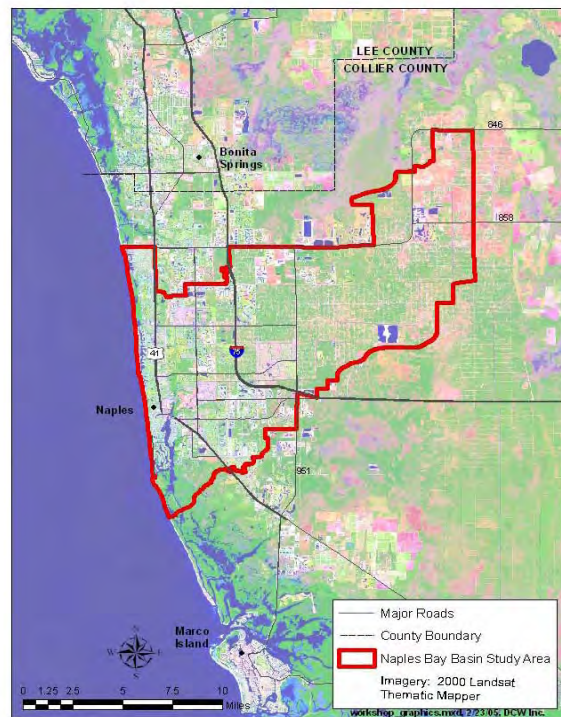 LEE COUNTY
COLLIER COUNTY
846
Bonita
Springs
858
41
75
Naples
951
Marco
Island
N
W E
S
0 1.25 2.5 5 7.5 10
Miles
Major Roads
County Boundary
Naples Bay Basin Study Area
Imagery: 2000 Landsat
Thematic Mapper
workshop_graphics.mxd, 2/23/05, DCW Inc.